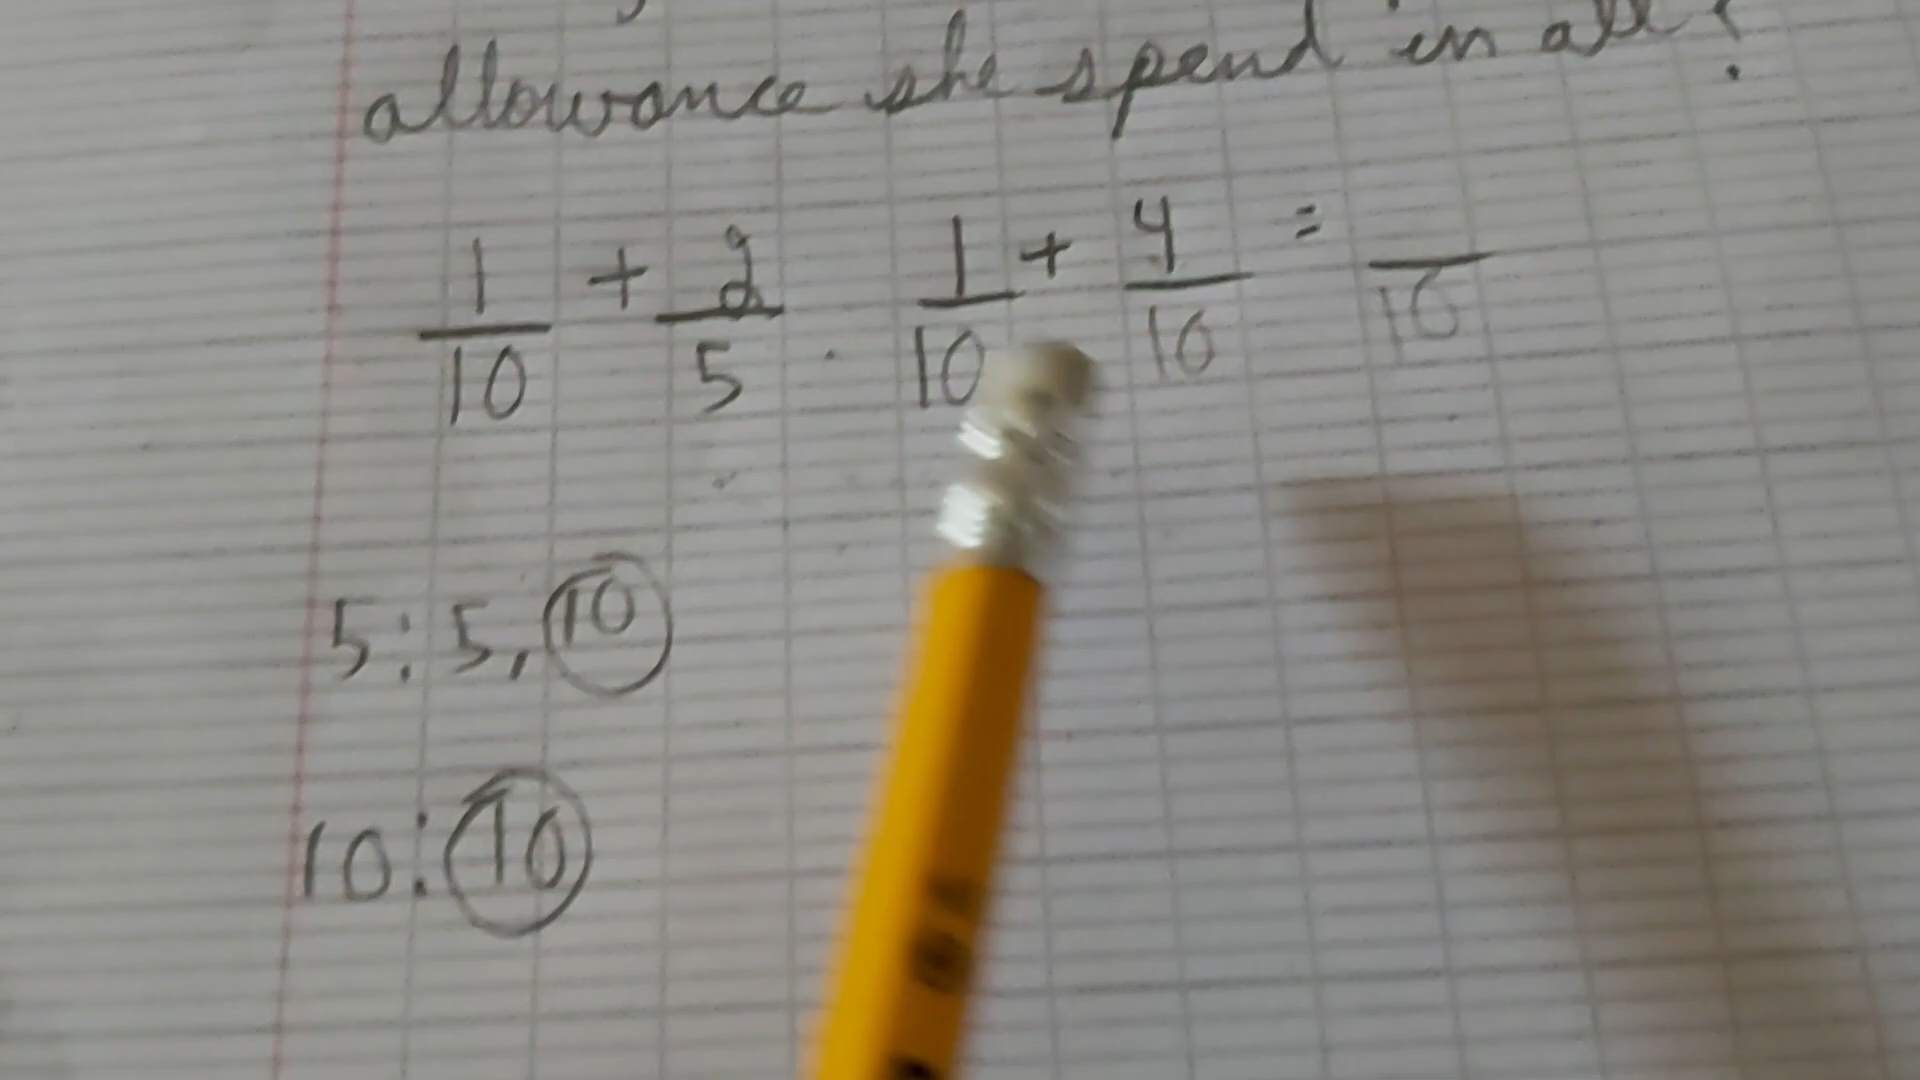 allowance she spend in all?
1/10 + 2/5 . 1/10 + 4/10 = /10
5: 5, 10
10: 10